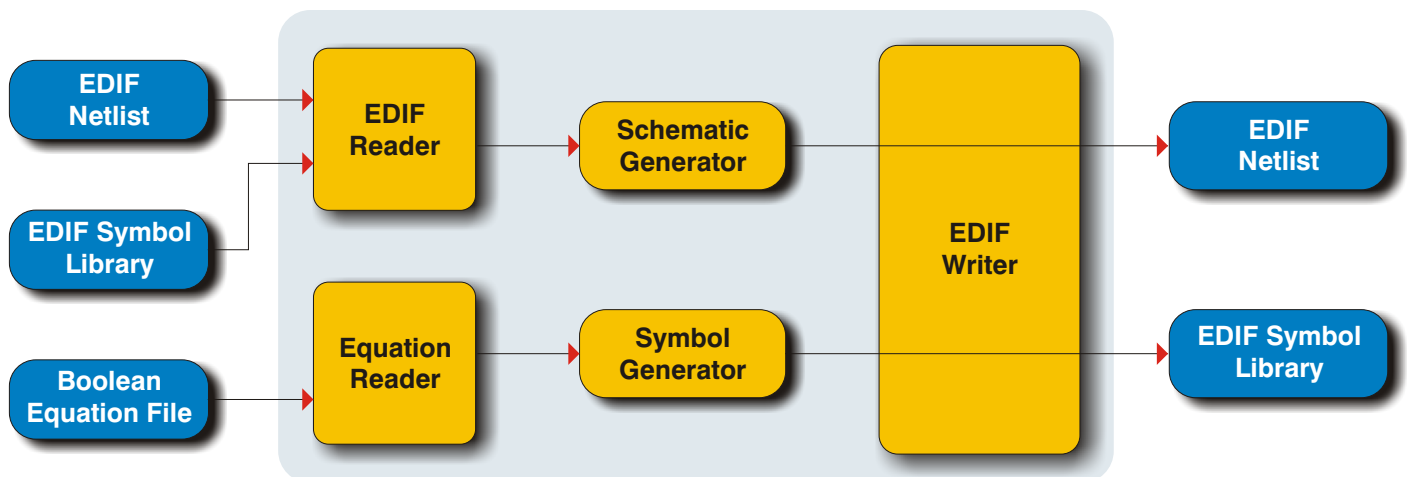 EDIF
Netlist
EDIF Symbol
Library
Boolean
Equation File
EDIF
Reader
Equation
Reader
Schematic
Generator
Symbol
Generator
EDIF
Writer
EDIF
Netlist
EDIF Symbol
Library